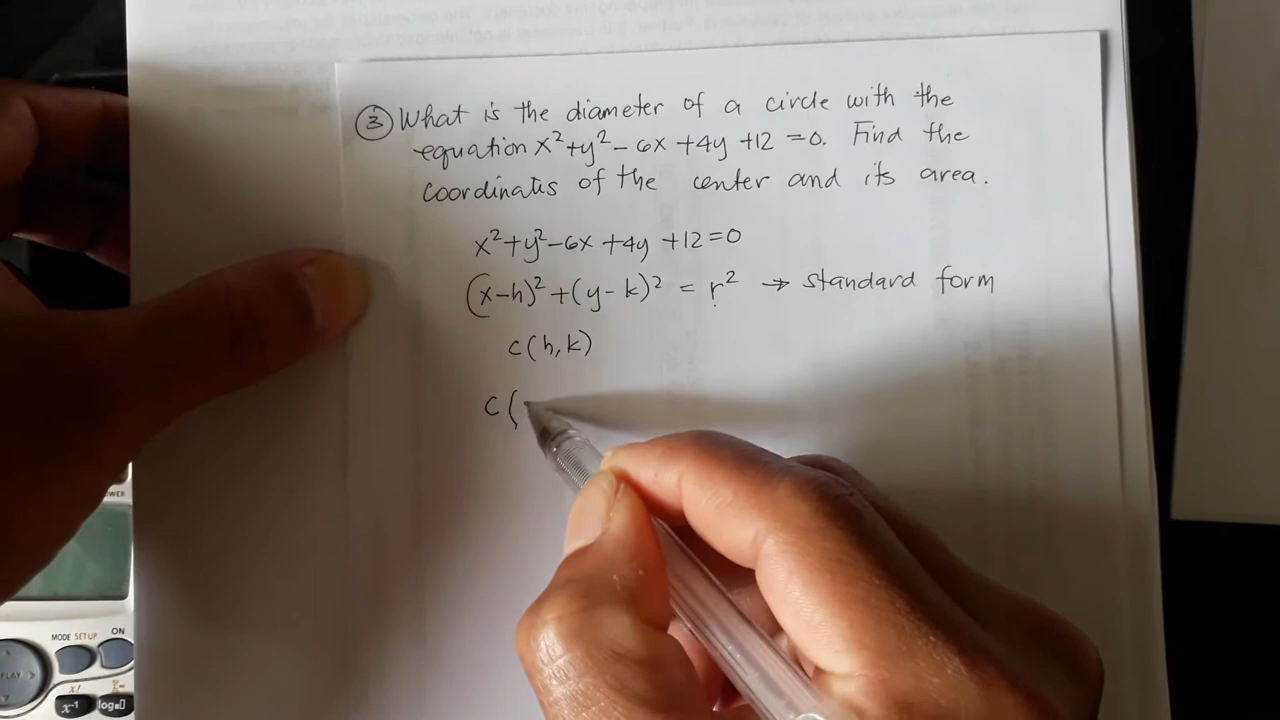 ③ What is the diameter of a circle with the
equation x²+y²-6x+4y+12=0. Find the
coordinates of the center and its area.
x²+y²-6x+4y+12=0
(x-h)²+(y-k)² = r² → standard form
c(h,k)
c(
MODE SETUP ON
PLAY
x!
x⁻¹ log